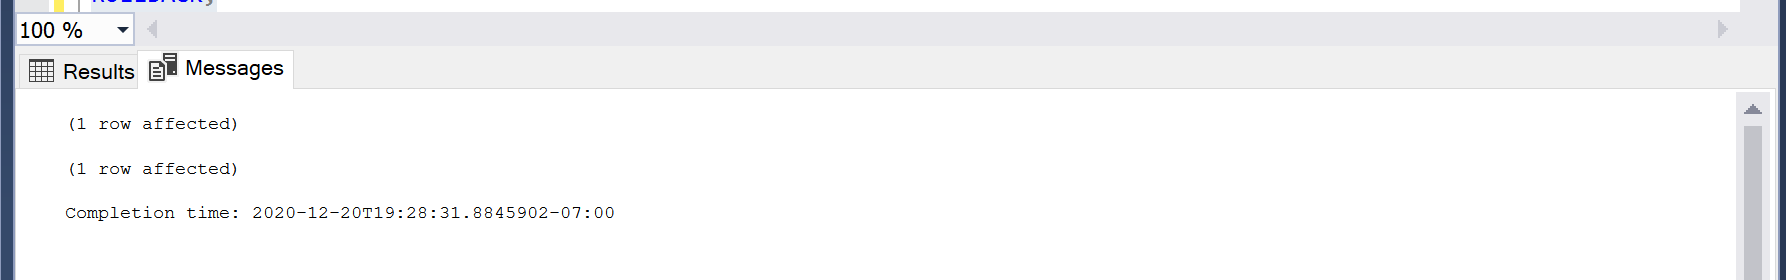 ROLLBACK;
100 %
Results Messages
(1 row affected)
(1 row affected)
Completion time: 2020-12-20T19:28:31.8845902-07:00